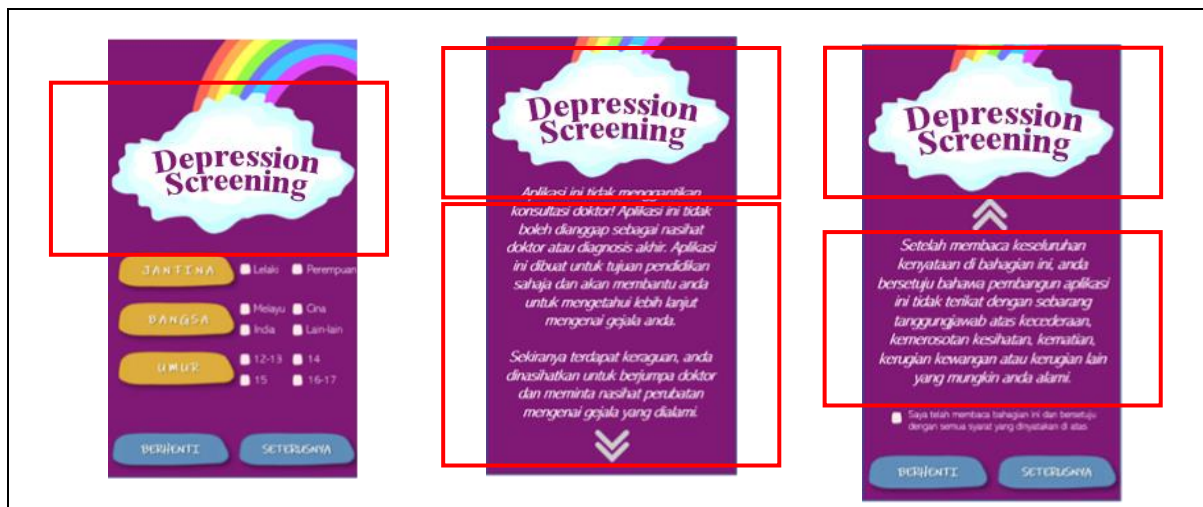 Depression
Screening
JANTINA
Lelaki
Perempuan
BANGSA
Melayu
Cina
India
Lain-lain
UMUR
12-13
14
15
16-17
BERHENTI
SETERUSNYA
Depression
Screening
Aplikasi ini tidak menggantikan
konsultasi doktor! Aplikasi ini tidak
boleh dianggap sebagai nasihat
doktor atau diagnosis akhir. Aplikasi
ini dibuat untuk tujuan pendidikan
sahaja dan akan membantu anda
untuk mengetahui lebih lanjut
mengenai gejala anda.
Sekiranya terdapat keraguan, anda
dinasihatkan untuk berjumpa doktor
dan meminta nasihat perubatan
mengenai gejala yang dialami.
Depression
Screening
Setelah membaca keseluruhan
kenyataan di bahagian ini, anda
bersetuju bahawa pembangun aplikasi
ini tidak terikat dengan sebarang
tanggungjawab atas kecederaan,
kemerosotan kesihatan, kematian,
kerugian kewangan atau kerugian lain
yang mungkin anda alami.
Saya telah membaca bahagian ini dan bersetuju
dengan semua syarat yang dinyatakan di atas
BERHENTI
SETERUSNYA